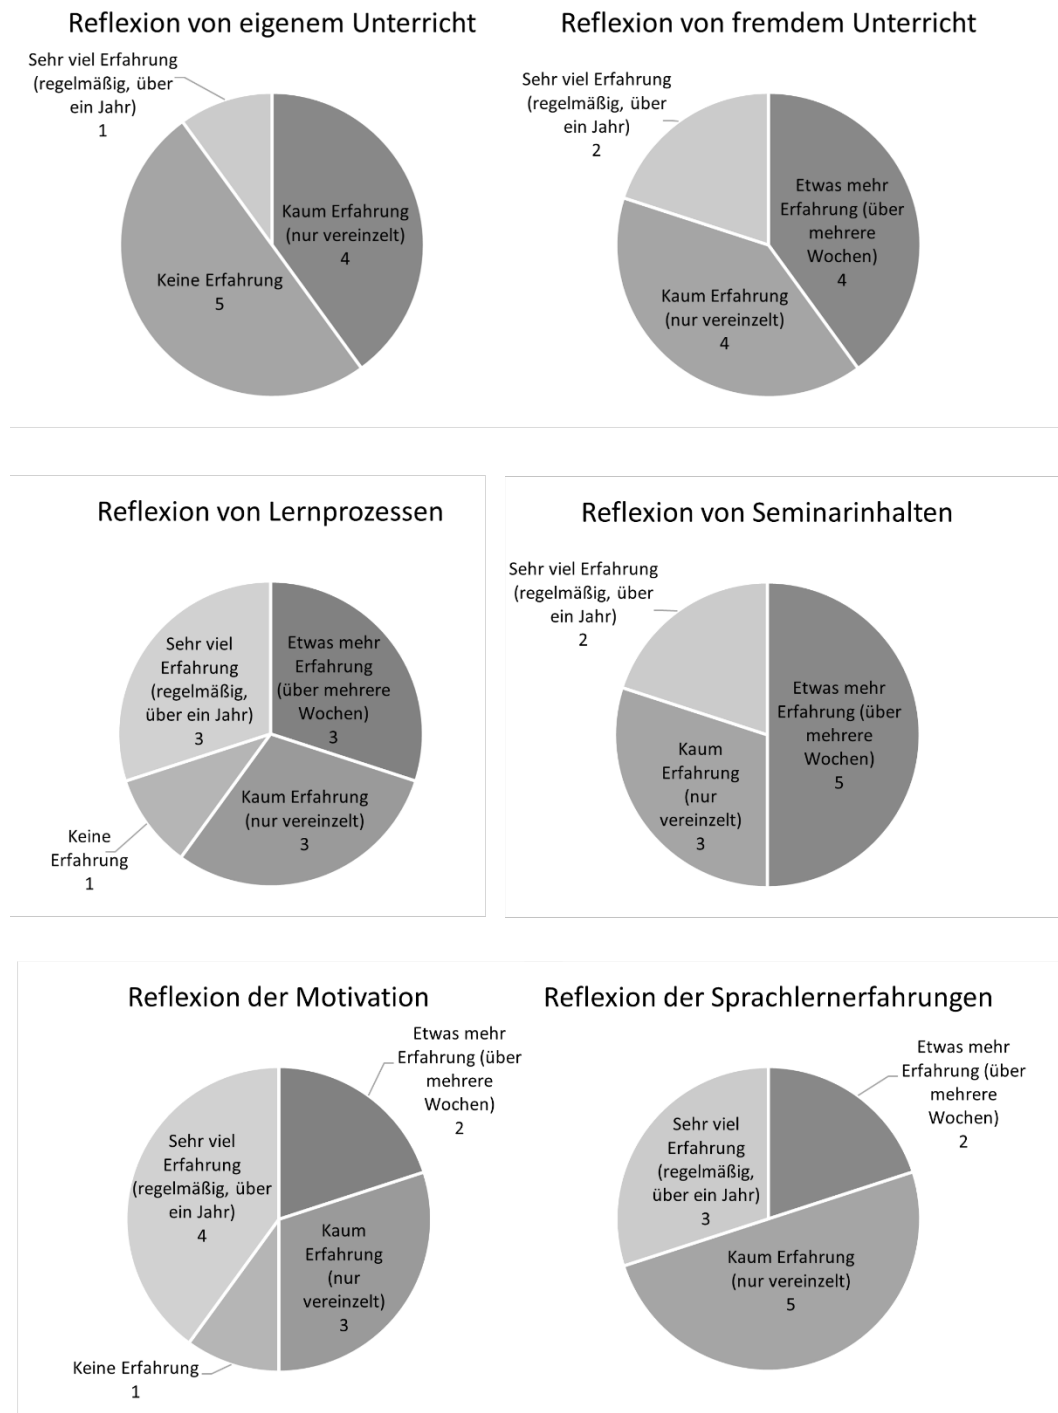 Reflexion von eigenem Unterricht
Sehr viel Erfahrung
(regelmäßig, über
ein Jahr)
1
Kaum Erfahrung
(nur vereinzelt)
4
Keine Erfahrung
5
Reflexion von fremdem Unterricht
Sehr viel Erfahrung
(regelmäßig, über
ein Jahr)
2
Etwas mehr
Erfahrung (über
mehrere
Wochen)
4
Kaum Erfahrung
(nur vereinzelt)
4
Reflexion von Lernprozessen
Sehr viel
Erfahrung
(regelmäßig,
über ein Jahr)
3
Etwas mehr
Erfahrung
(über mehrere
Wochen)
3
Kaum Erfahrung
(nur vereinzelt)
3
Keine
Erfahrung
1
Reflexion von Seminarinhalten
Sehr viel Erfahrung
(regelmäßig, über
ein Jahr)
2
Etwas mehr
Erfahrung (über
mehrere
Wochen)
5
Kaum
Erfahrung
(nur
vereinzelt)
3
Reflexion der Motivation
Etwas mehr
Erfahrung (über
mehrere
Wochen)
2
Sehr viel
Erfahrung
(regelmäßig, über
ein Jahr)
4
Kaum
Erfahrung
(nur
vereinzelt)
3
Keine Erfahrung
1
Reflexion der Sprachlernerfahrungen
Etwas mehr
Erfahrung (über
mehrere
Wochen)
2
Sehr viel
Erfahrung
(regelmäßig,
über ein Jahr)
3
Kaum Erfahrung
(nur vereinzelt)
5